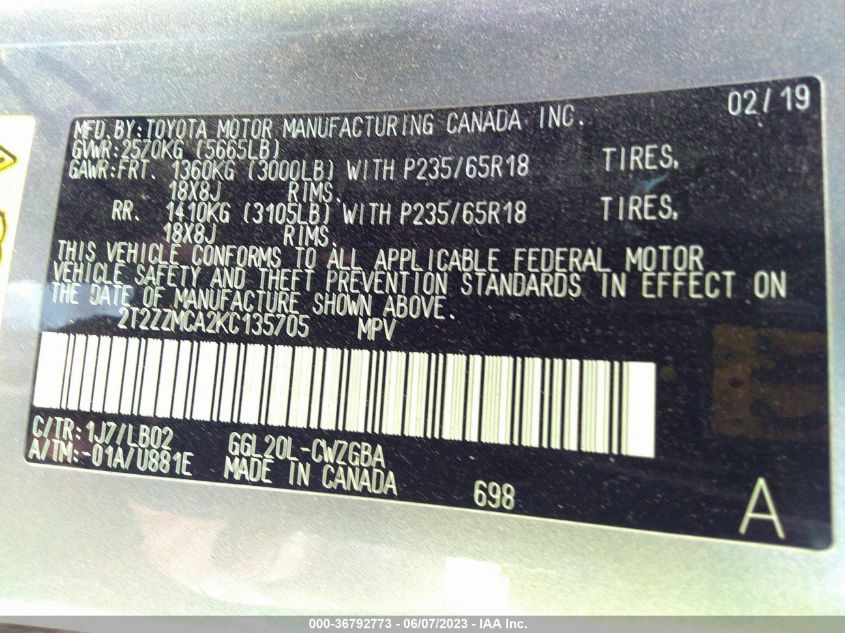 02/19
MFD.BY:TOYOTA MOTOR MANUFACTURING CANADA INC.
GVWR:2570KG (5665LB)
GAWR:FRT. 1360KG (3000LB) WITH P235/65R18 TIRES,
18X8J RIMS.
RR. 1410KG (3105LB) WITH P235/65R18 TIRES,
18X8J RIMS.
THIS VEHICLE CONFORMS TO ALL APPLICABLE FEDERAL MOTOR
VEHICLE SAFETY AND THEFT PREVENTION STANDARDS IN EFFECT ON
THE DATE OF MANUFACTURE SHOWN ABOVE.
2T2ZZMCA2KC135705 MPV
C/TR:1J7/LB02 GGL20L-CWZGBA
A/TM:-01A/U881E MADE IN CANADA 698 A
000-36792773 - 06/07/2023 - IAA Inc.